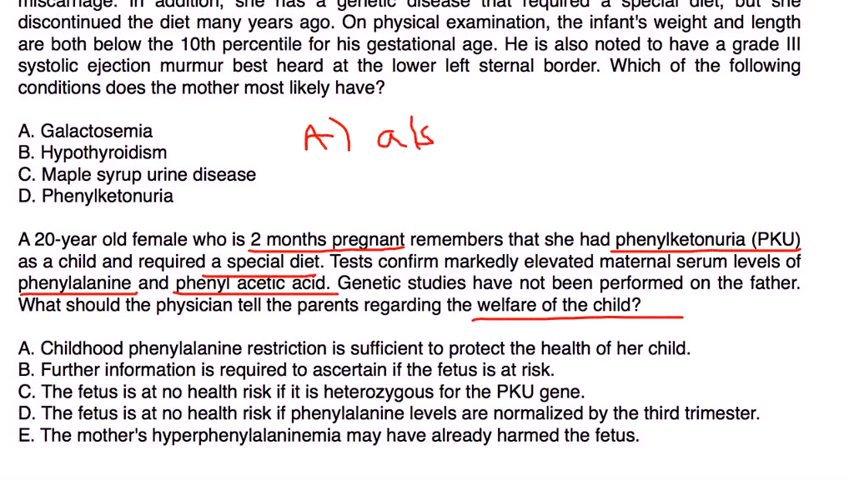 miscarriage. In addition, she has a genetic disease that required a special diet, but she
discontinued the diet many years ago. On physical examination, the infant's weight and length
are both below the 10th percentile for his gestational age. He is also noted to have a grade III
systolic ejection murmur best heard at the lower left sternal border. Which of the following
conditions does the mother most likely have?
A. Galactosemia
B. Hypothyroidism
C. Maple syrup urine disease
D. Phenylketonuria
A) als
A 20-year old female who is 2 months pregnant remembers that she had phenylketonuria (PKU)
as a child and required a special diet. Tests confirm markedly elevated maternal serum levels of
phenylalanine and phenyl acetic acid. Genetic studies have not been performed on the father.
What should the physician tell the parents regarding the welfare of the child?
A. Childhood phenylalanine restriction is sufficient to protect the health of her child.
B. Further information is required to ascertain if the fetus is at risk.
C. The fetus is at no health risk if it is heterozygous for the PKU gene.
D. The fetus is at no health risk if phenylalanine levels are normalized by the third trimester.
E. The mother's hyperphenylalaninemia may have already harmed the fetus.